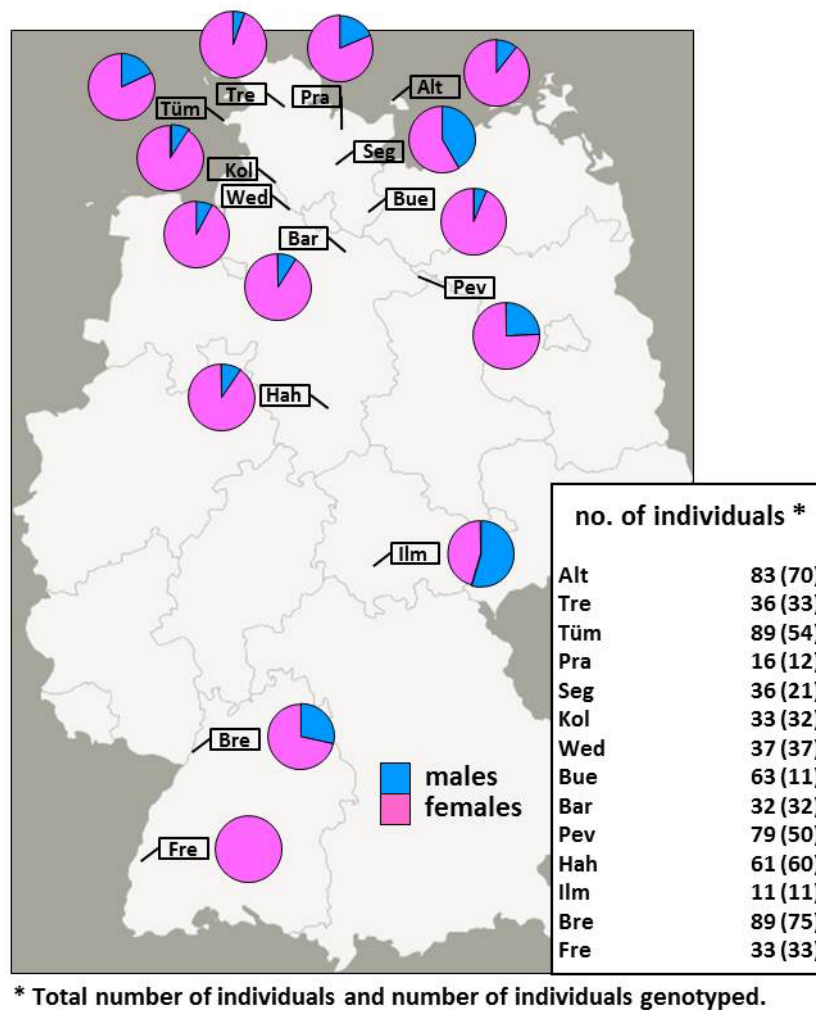 Tre
Pra
Alt
Tüm
Seg
Kol
Wed
Bue
Bar
Pev
Hah
Ilm
Bre
Fre
males
females
no. of individuals *
Alt 83 (70)
Tre 36 (33)
Tüm 89 (54)
Pra 16 (12)
Seg 36 (21)
Kol 33 (32)
Wed 37 (37)
Bue 63 (11)
Bar 32 (32)
Pev 79 (50)
Hah 61 (60)
Ilm 11 (11)
Bre 89 (75)
Fre 33 (33)
* Total number of individuals and number of individuals genotyped.